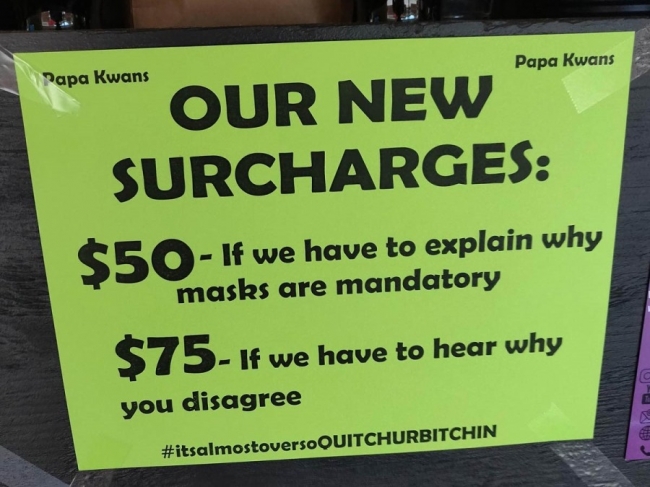 Papa Kwans
Papa Kwans
OUR NEW
SURCHARGES:
$50- If we have to explain why
masks are mandatory
$75- If we have to hear why
you disagree
#itsalmostoversoQUITCHURBITCHIN